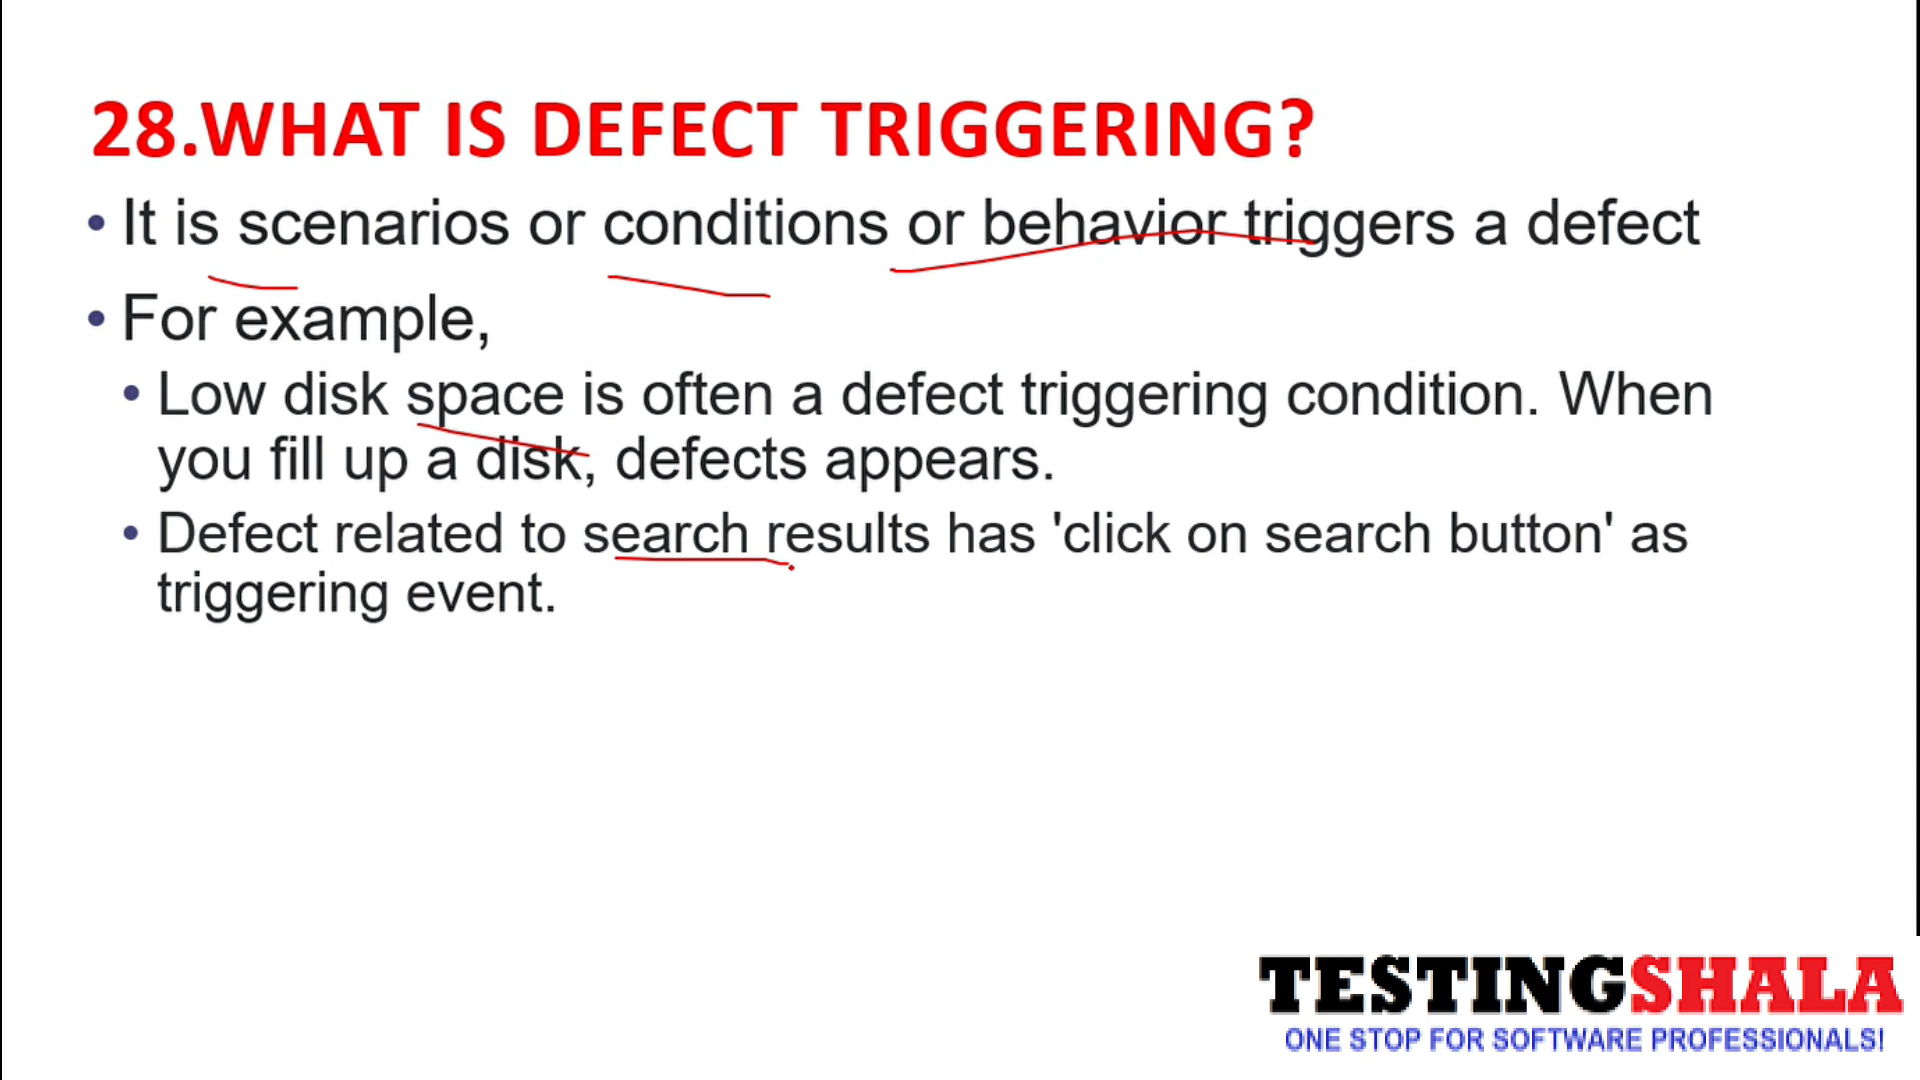 28.WHAT IS DEFECT TRIGGERING?
• It is scenarios or conditions or behavior triggers a defect
• For example,
• Low disk space is often a defect triggering condition. When
you fill up a disk, defects appears.
• Defect related to search results has 'click on search button' as
triggering event.
TESTINGSHALA
ONE STOP FOR SOFTWARE PROFESSIONALS!